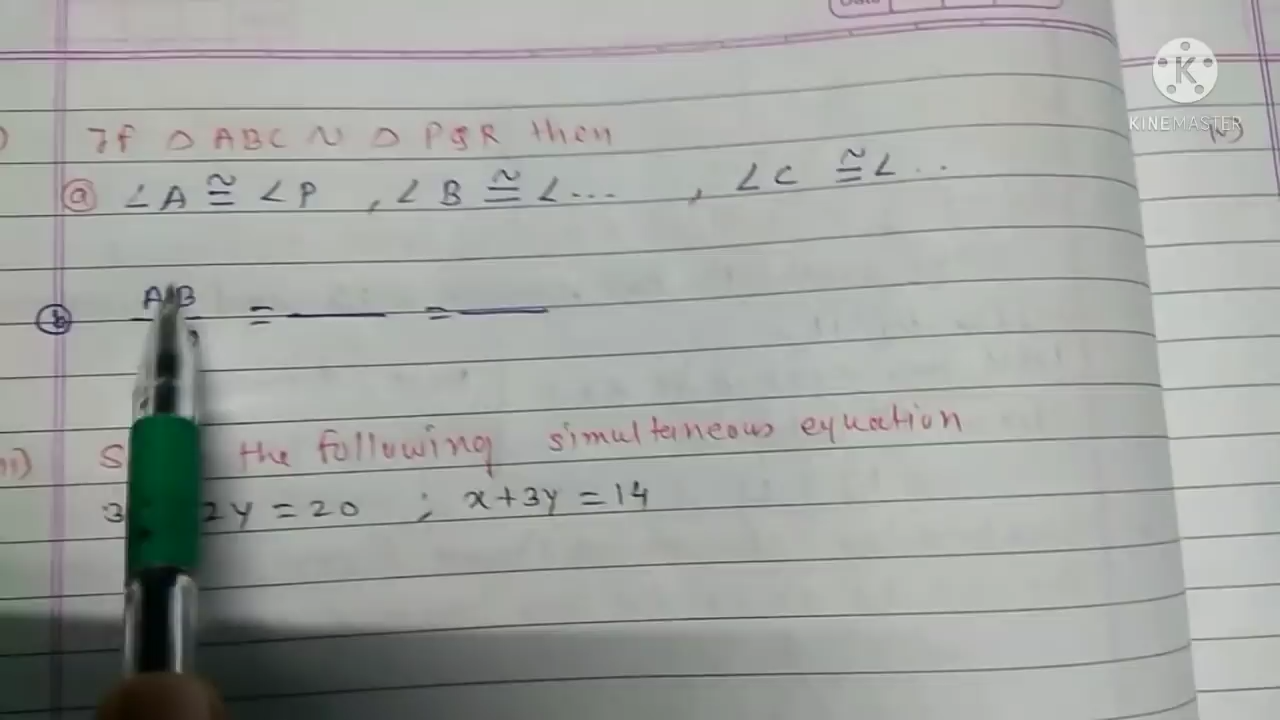 If △ ABC ~ △ PQR then
ⓐ ∠A ≅ ∠P , ∠B ≅ ∠... , ∠C ≅ ∠..
ⓑ AB = ____ = ____
the following simultaneous equation
2y = 20 ; x+3y = 14
KINEMASTER